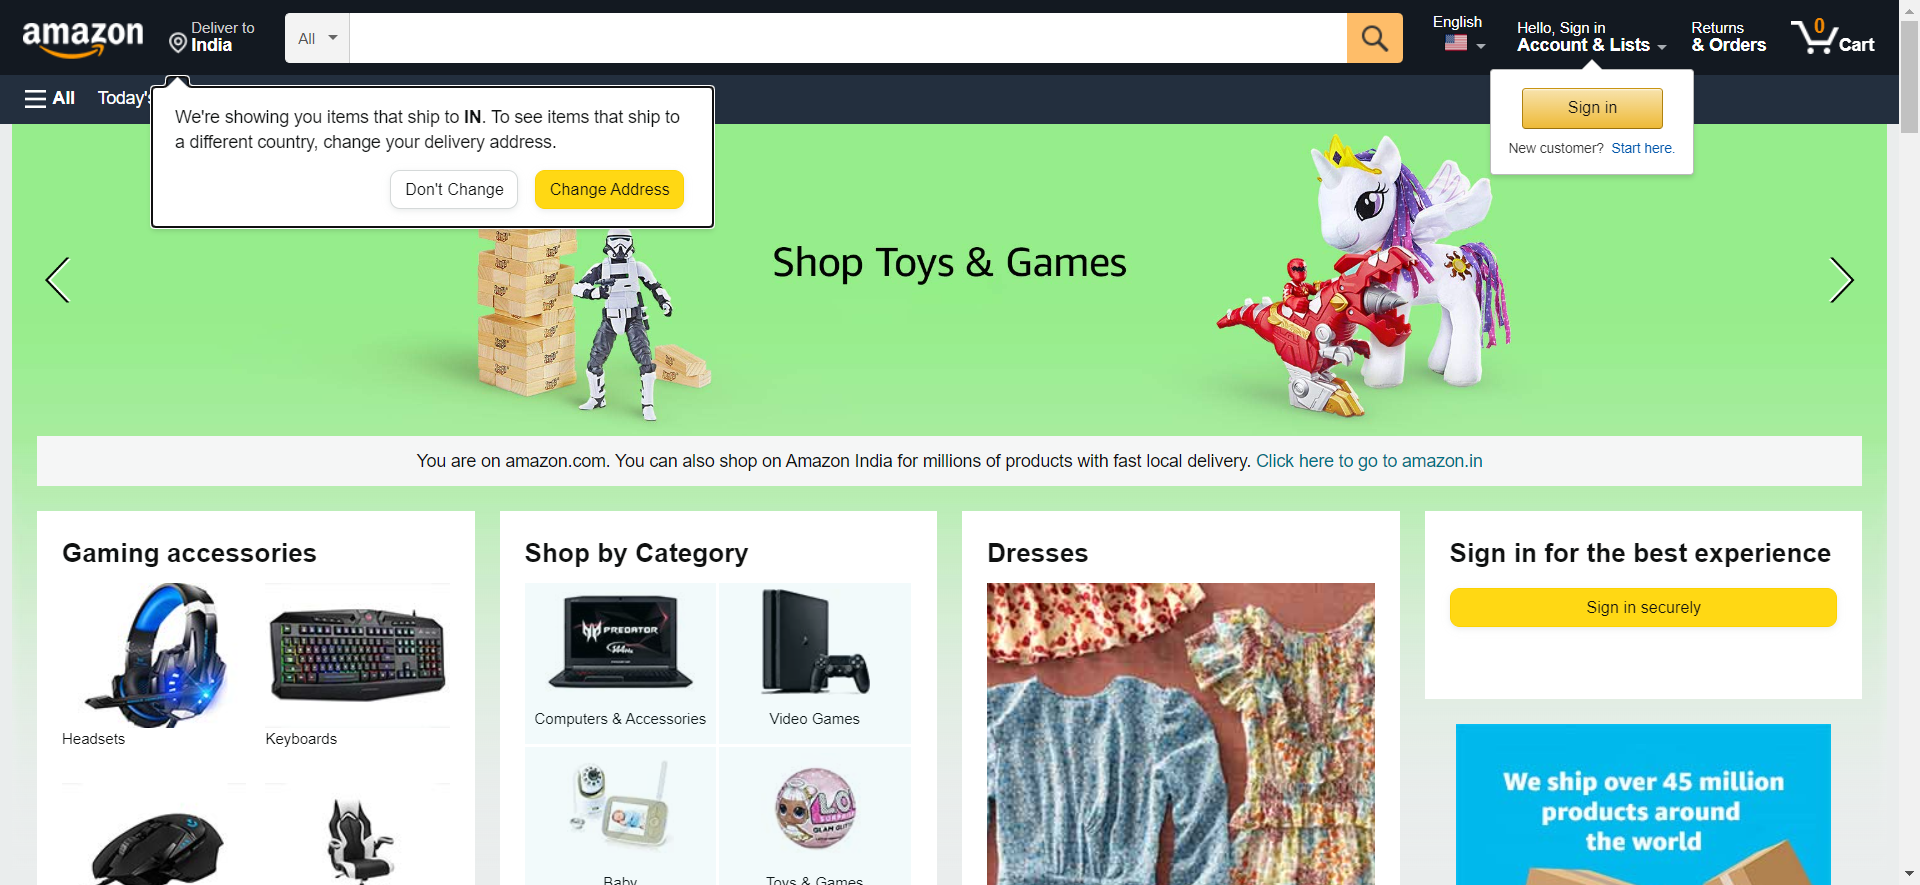 amazon
Deliver to
India
All
English
Hello, Sign in
Account & Lists
Returns
& Orders
0
Cart
All
Today's
Sign in
New customer? Start here.
We're showing you items that ship to IN. To see items that ship to
a different country, change your delivery address.
Don't Change
Change Address
Shop Toys & Games
You are on amazon.com. You can also shop on Amazon India for millions of products with fast local delivery. Click here to go to amazon.in
Gaming accessories
Headsets
Keyboards
Shop by Category
PREDATOR
144Hz
Computers & Accessories
Video Games
L.O.L.
SURPRISE
GLAM GLITTER
Baby
Toys & Games
Dresses
Sign in for the best experience
Sign in securely
We ship over 45 million
products around
the world